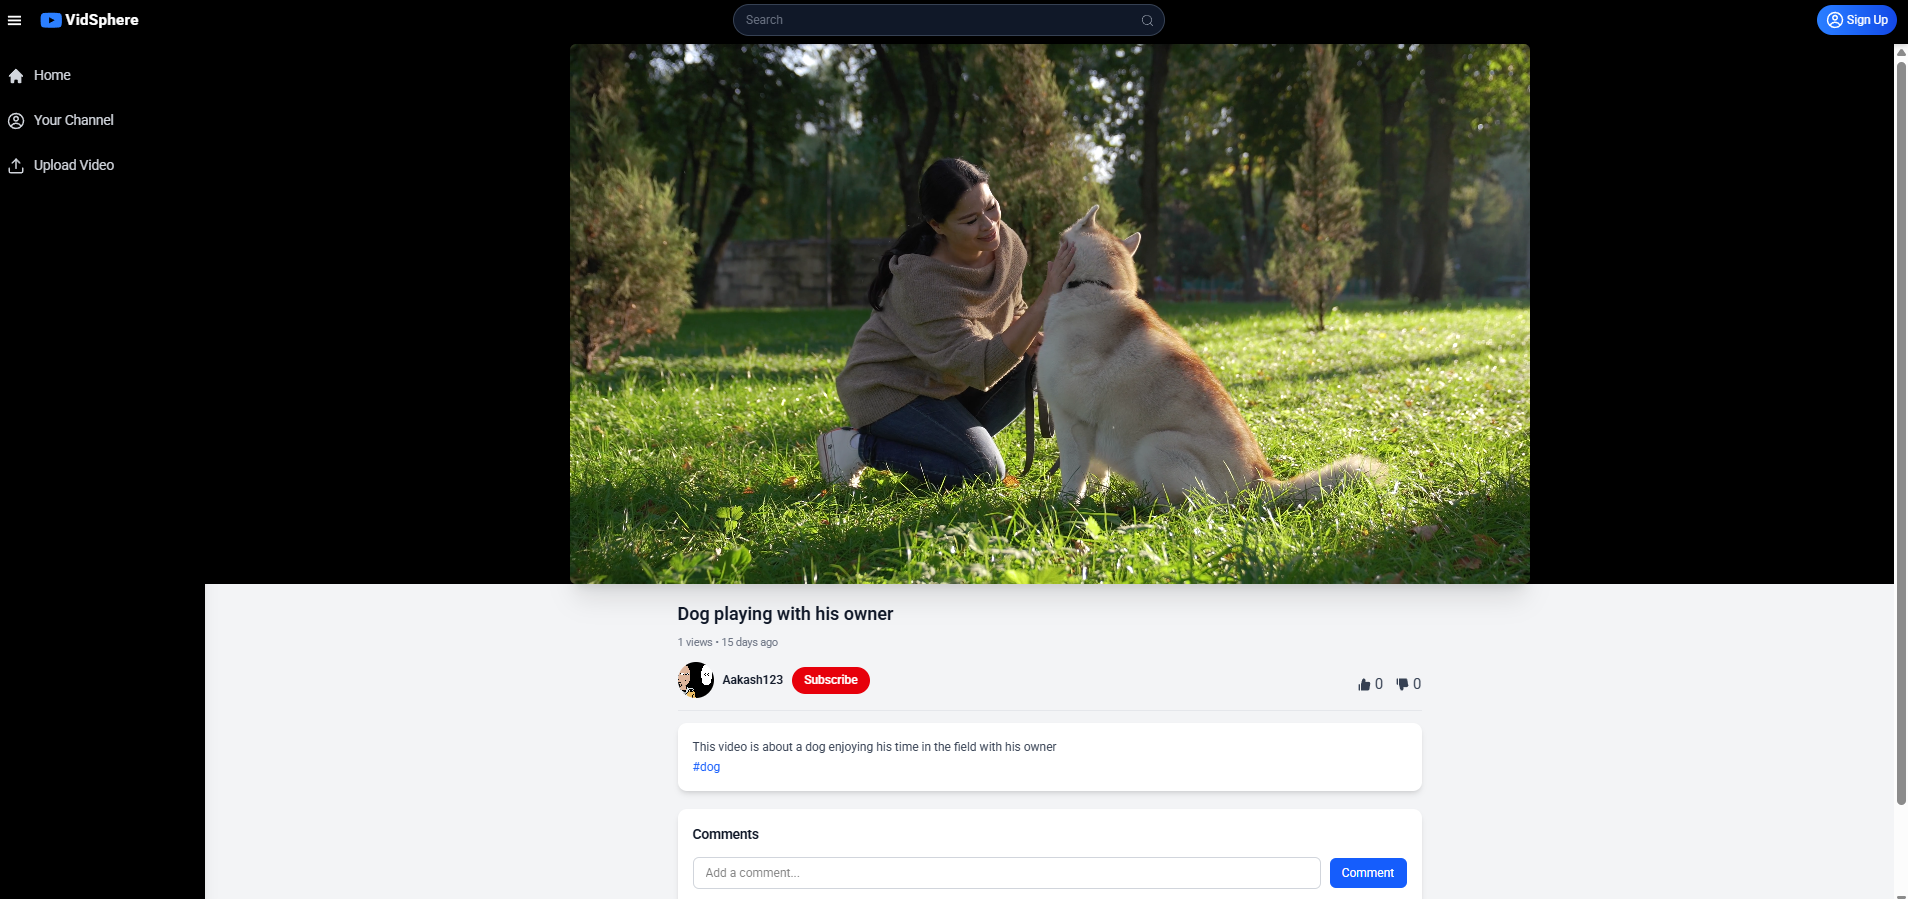 VidSphere
Search
Sign Up
Home
Your Channel
Upload Video
Dog playing with his owner
1 views • 15 days ago
Aakash123
Subscribe
0
0
This video is about a dog enjoying his time in the field with his owner
#dog
Comments
Add a comment...
Comment